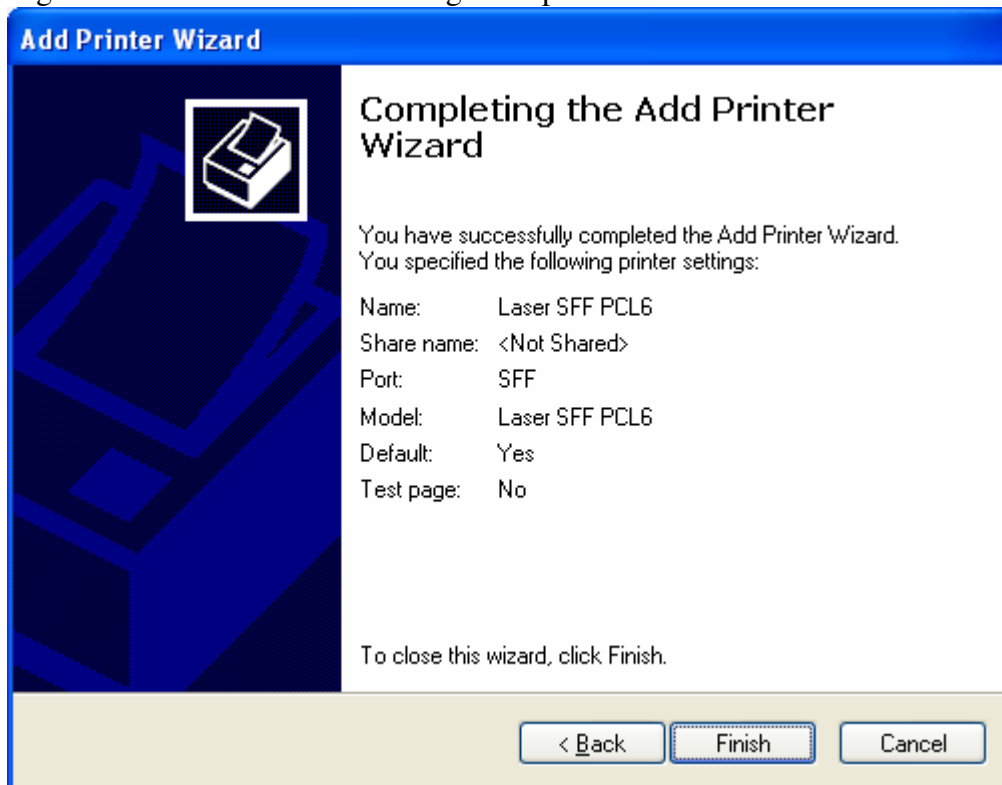 Add Printer Wizard
Completing the Add Printer
Wizard
You have successfully completed the Add Printer Wizard.
You specified the following printer settings:
Name: Laser SFF PCL6
Share name: <Not Shared>
Port: SFF
Model: Laser SFF PCL6
Default: Yes
Test page: No
To close this wizard, click Finish.
< Back Finish Cancel